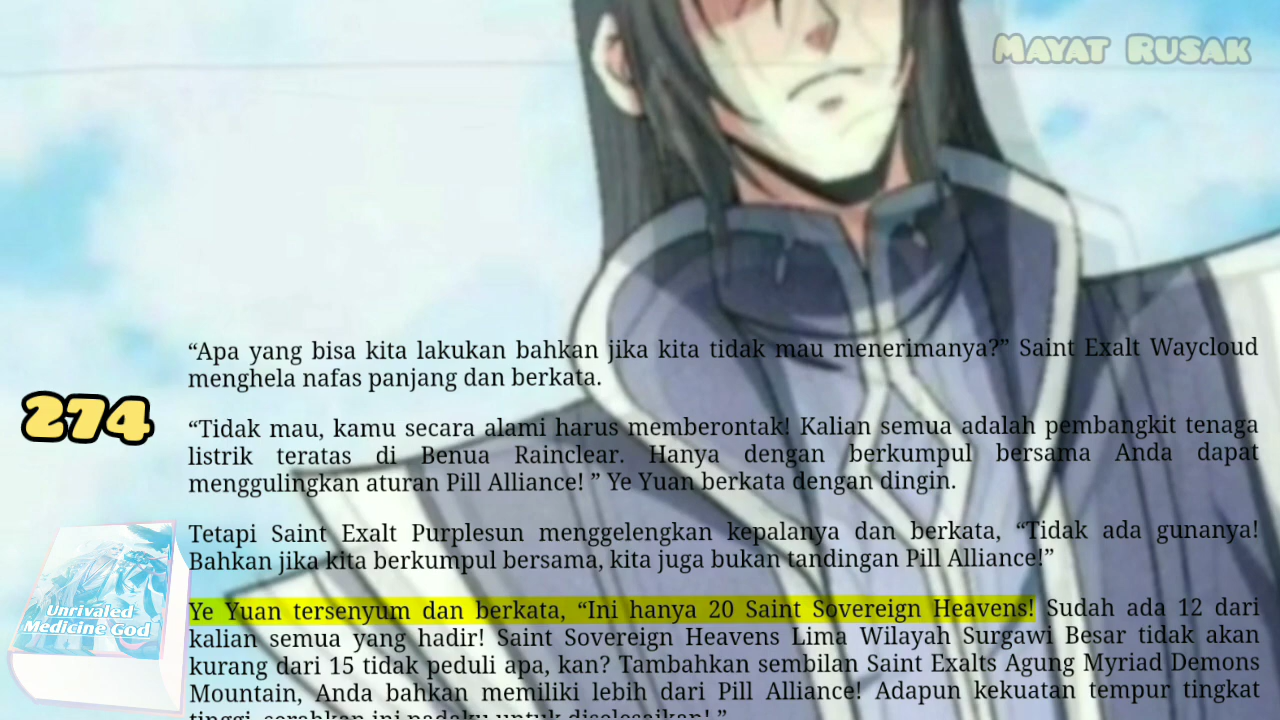 Mayat Rusak
“Apa yang bisa kita lakukan bahkan jika kita tidak mau menerimanya?” Saint Exalt Waycloud
menghela nafas panjang dan berkata.
274
“Tidak mau, kamu secara alami harus memberontak! Kalian semua adalah pembangkit tenaga
listrik teratas di Benua Rainclear. Hanya dengan berkumpul bersama Anda dapat
menggulingkan aturan Pill Alliance! ” Ye Yuan berkata dengan dingin.
Tetapi Saint Exalt Purplesun menggelengkan kepalanya dan berkata, “Tidak ada gunanya!
Bahkan jika kita berkumpul bersama, kita juga bukan tandingan Pill Alliance!”
Unrivaled
Medicine God
Ye Yuan tersenyum dan berkata, “Ini hanya 20 Saint Sovereign Heavens! Sudah ada 12 dari
kalian semua yang hadir! Saint Sovereign Heavens Lima Wilayah Surgawi Besar tidak akan
kurang dari 15 tidak peduli apa, kan? Tambahkan sembilan Saint Exalts Agung Myriad Demons
Mountain, Anda bahkan memiliki lebih dari Pill Alliance! Adapun kekuatan tempur tingkat
tinggi, serahkan ini padaku untuk diselesaikan! ”